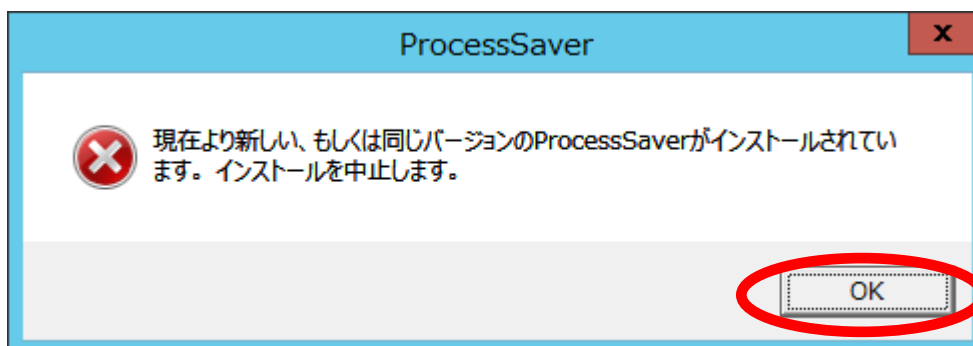 ProcessSaver
x
現在より新しい、もしくは同じバージョンのProcessSaverがインストールされてい
ます。インストールを中止します。
OK